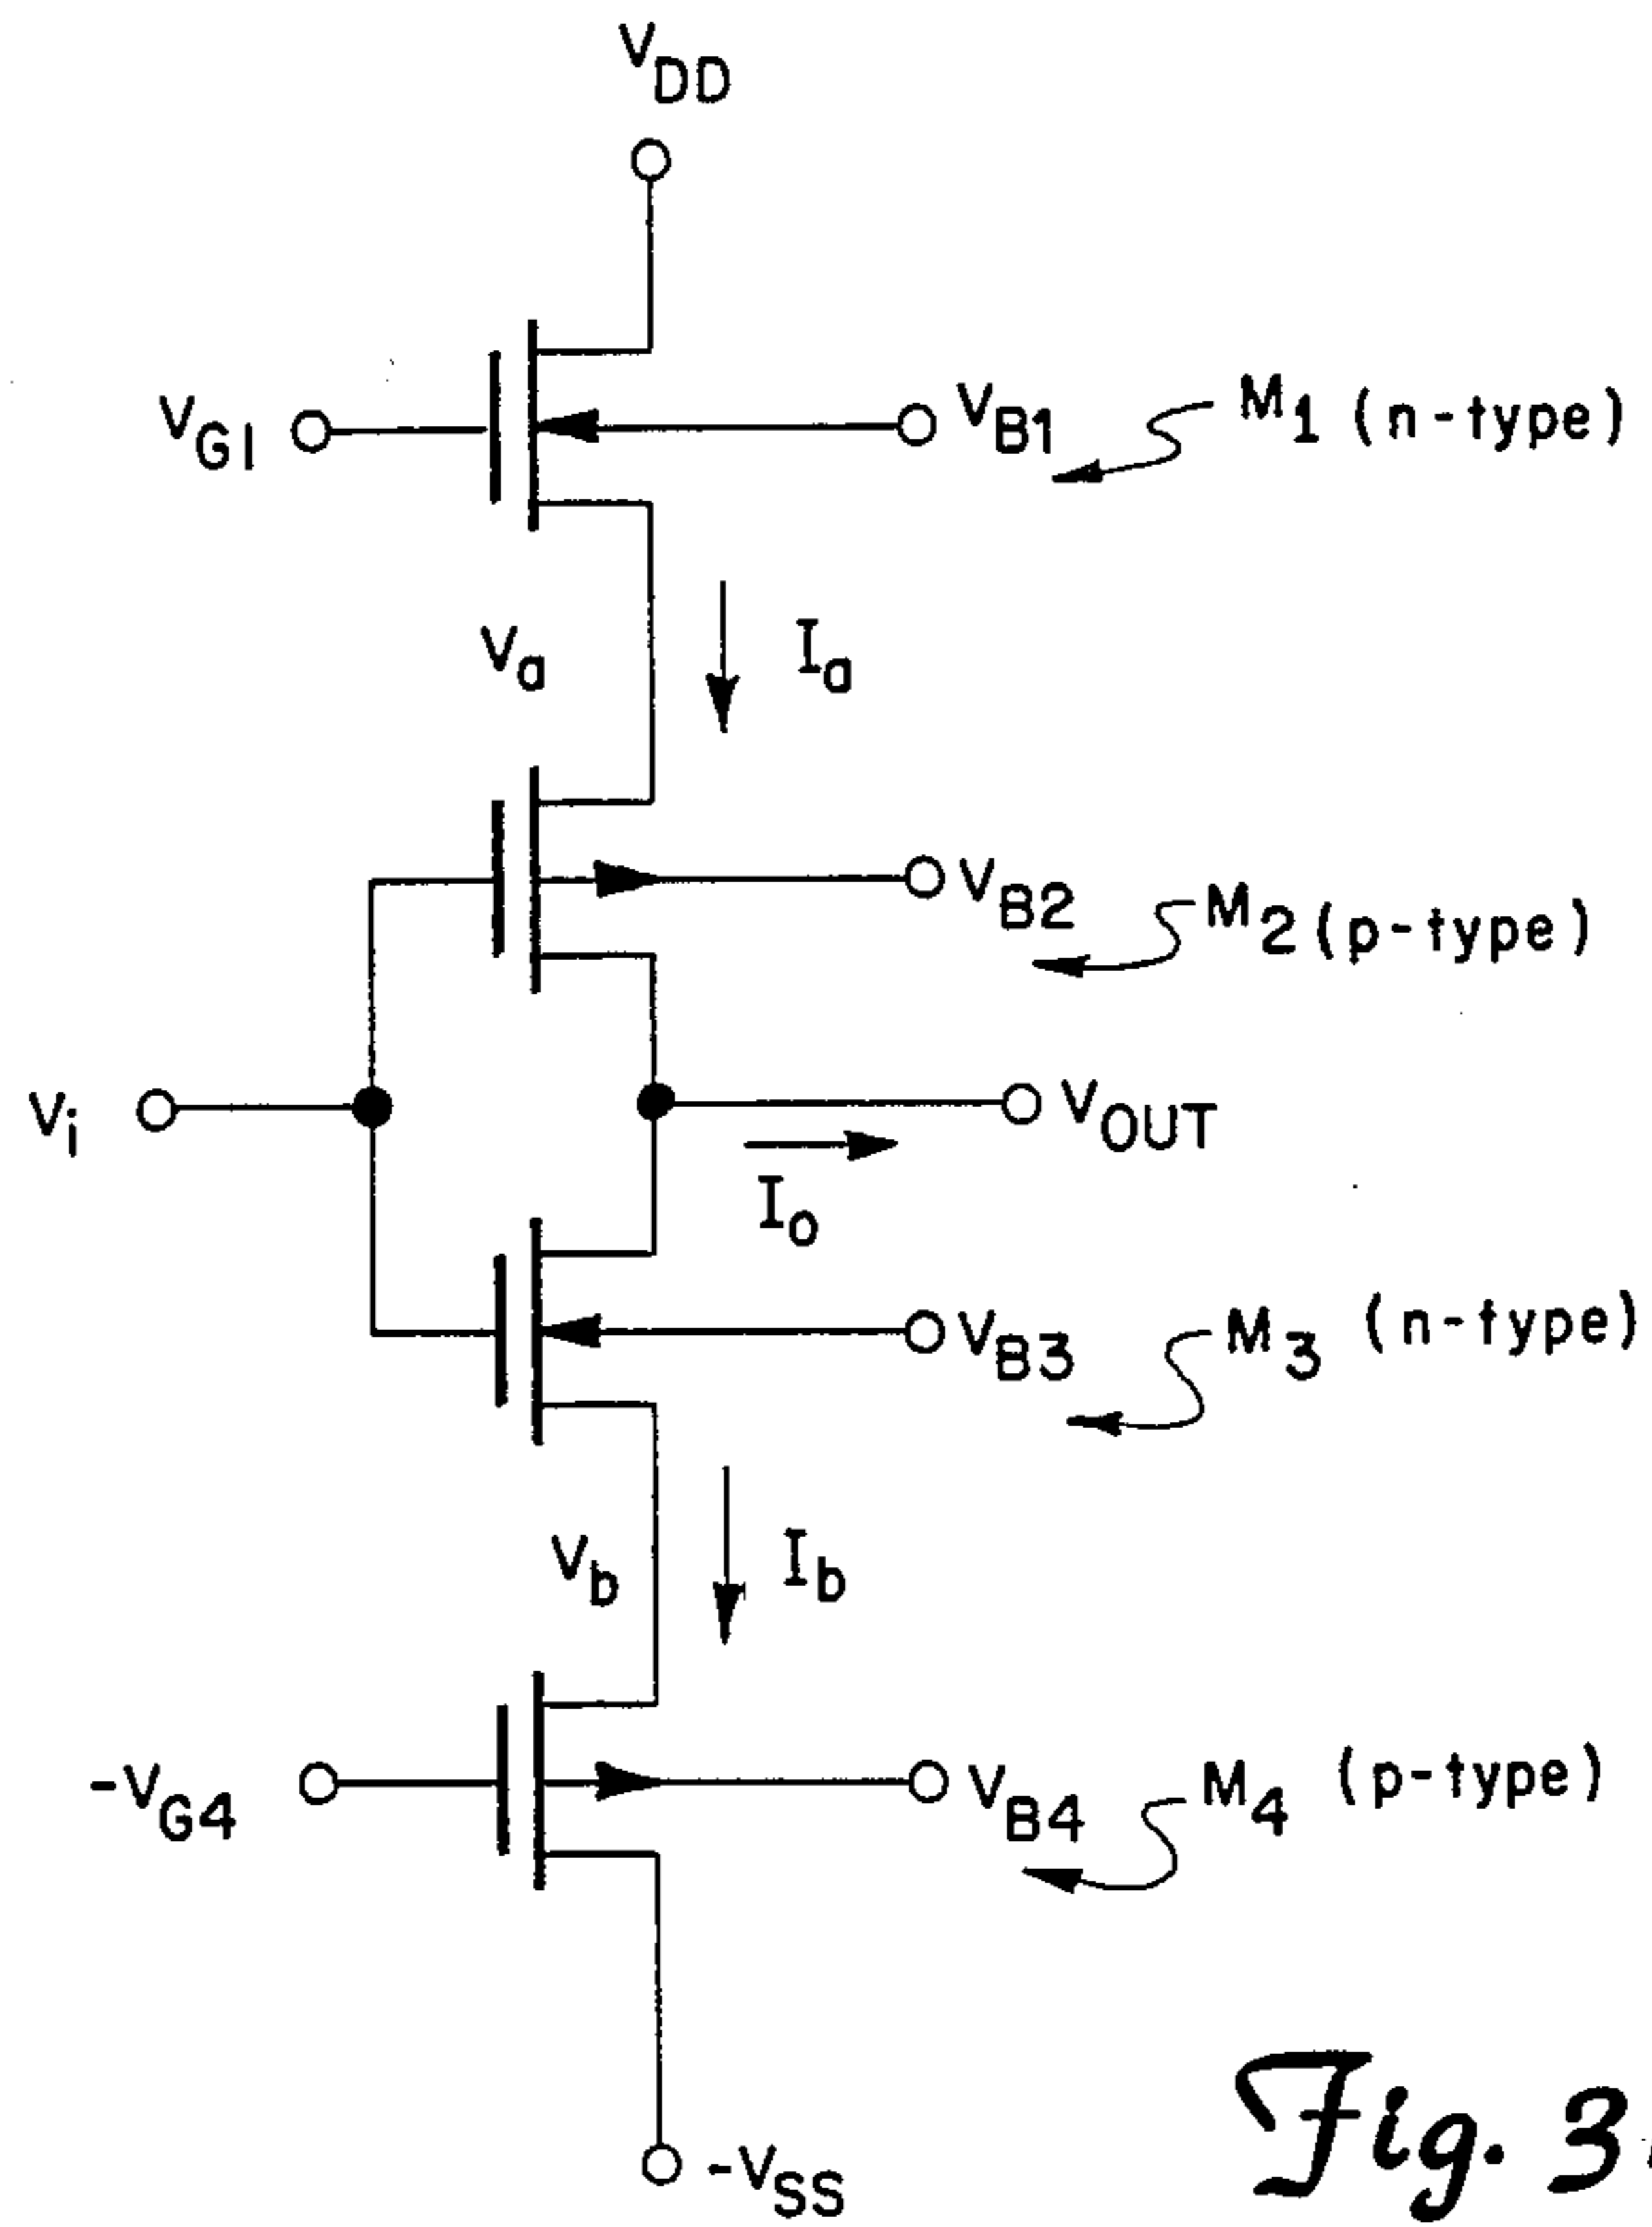 VDD
VG1
VB1
M1 (n-type)
Va
Ia
VB2
M2 (p-type)
Vi
VOUT
Io
VB3
M3 (n-type)
Vb
Ib
-VG4
VB4
M4 (p-type)
-VSS
Fig. 3.